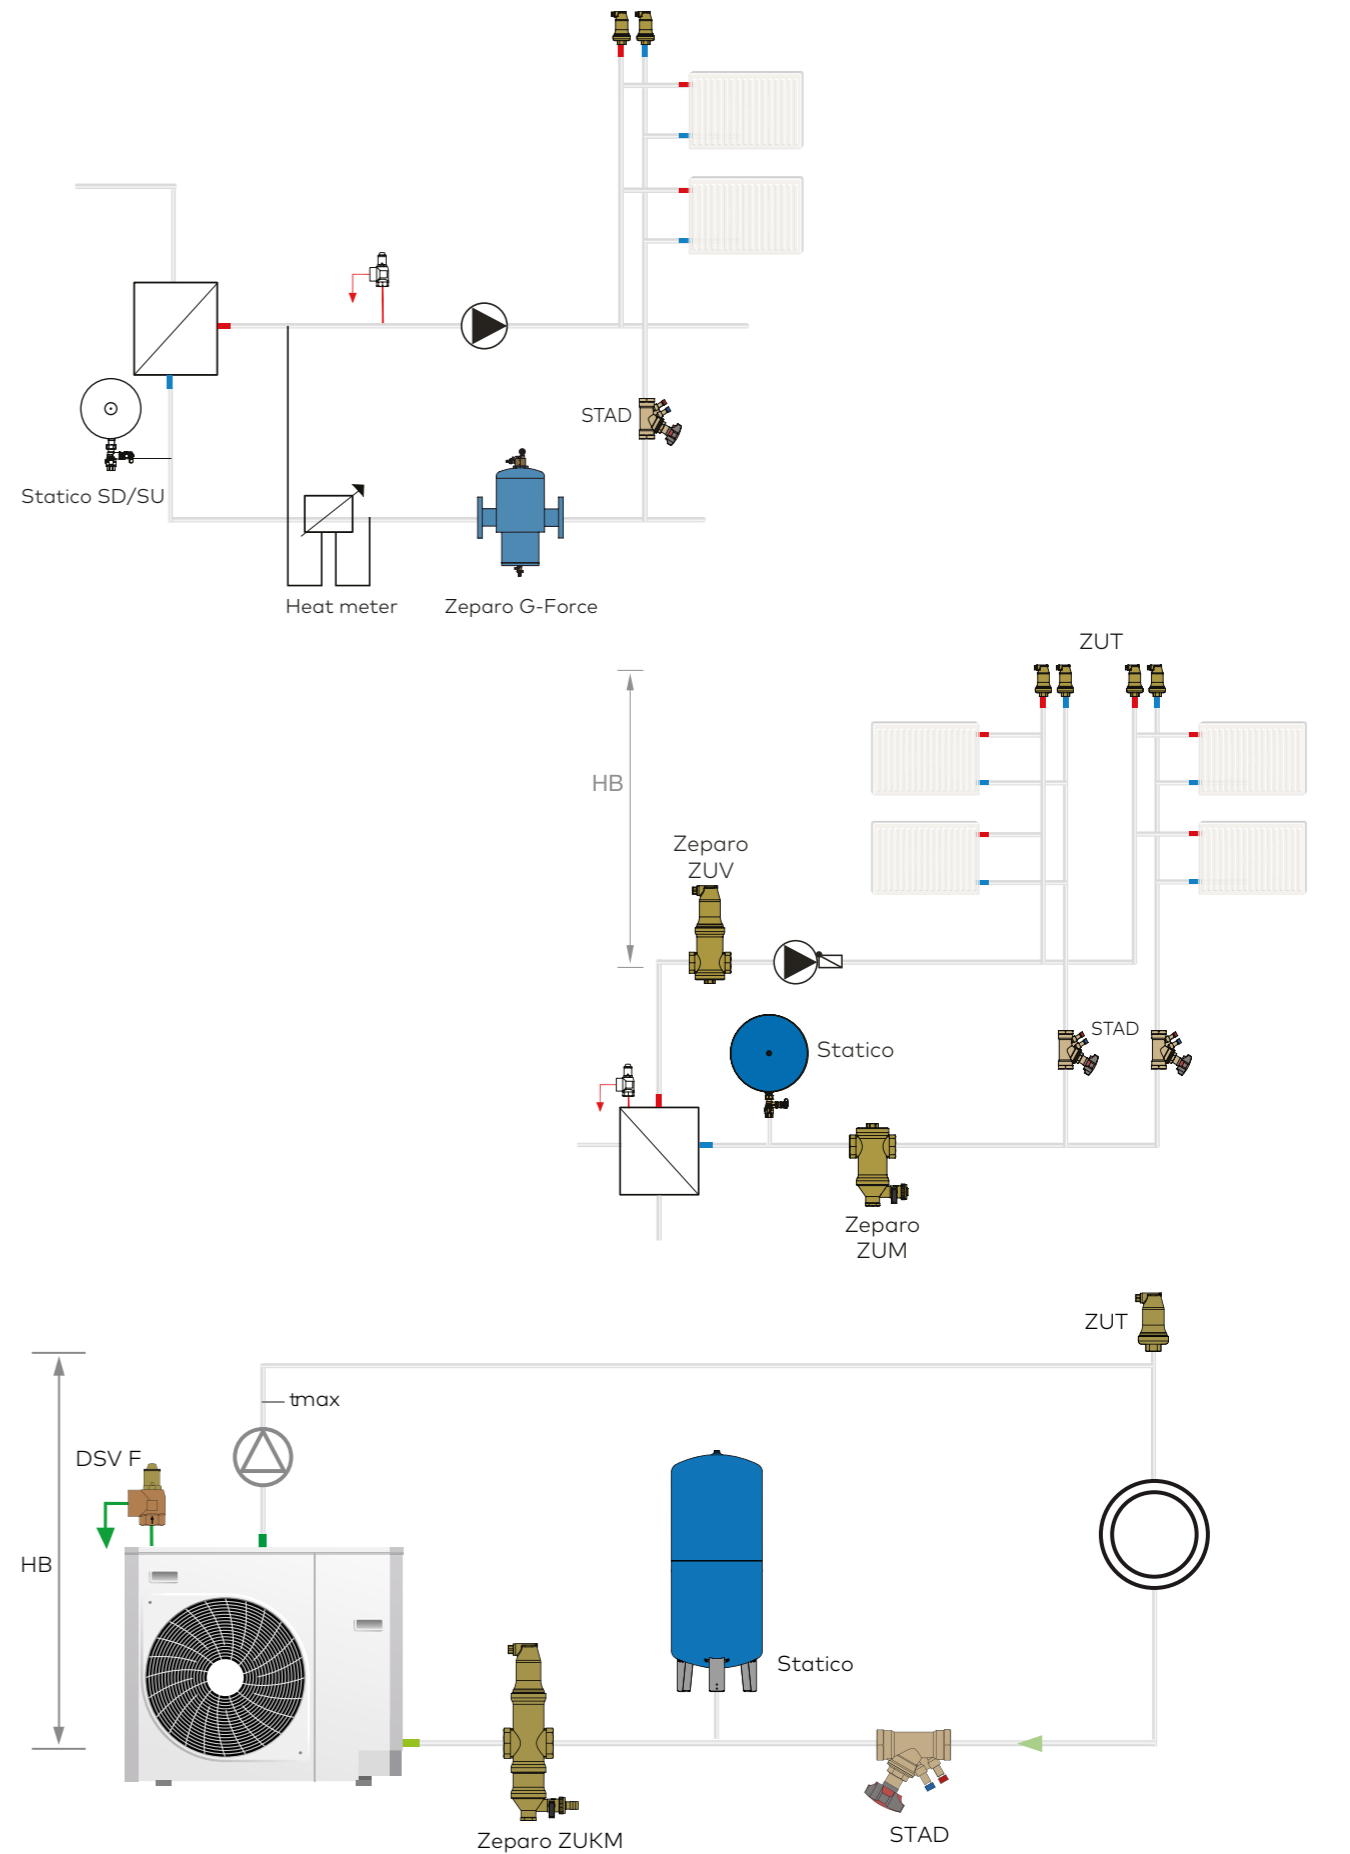 STAD
Statico SD/SU
Heat meter
Zeparo G-Force
ZUT
HB
Zeparo
ZUV
STAD
Statico
Zeparo
ZUM
ZUT
tmax
DSV F
HB
Statico
STAD
Zeparo ZUKM